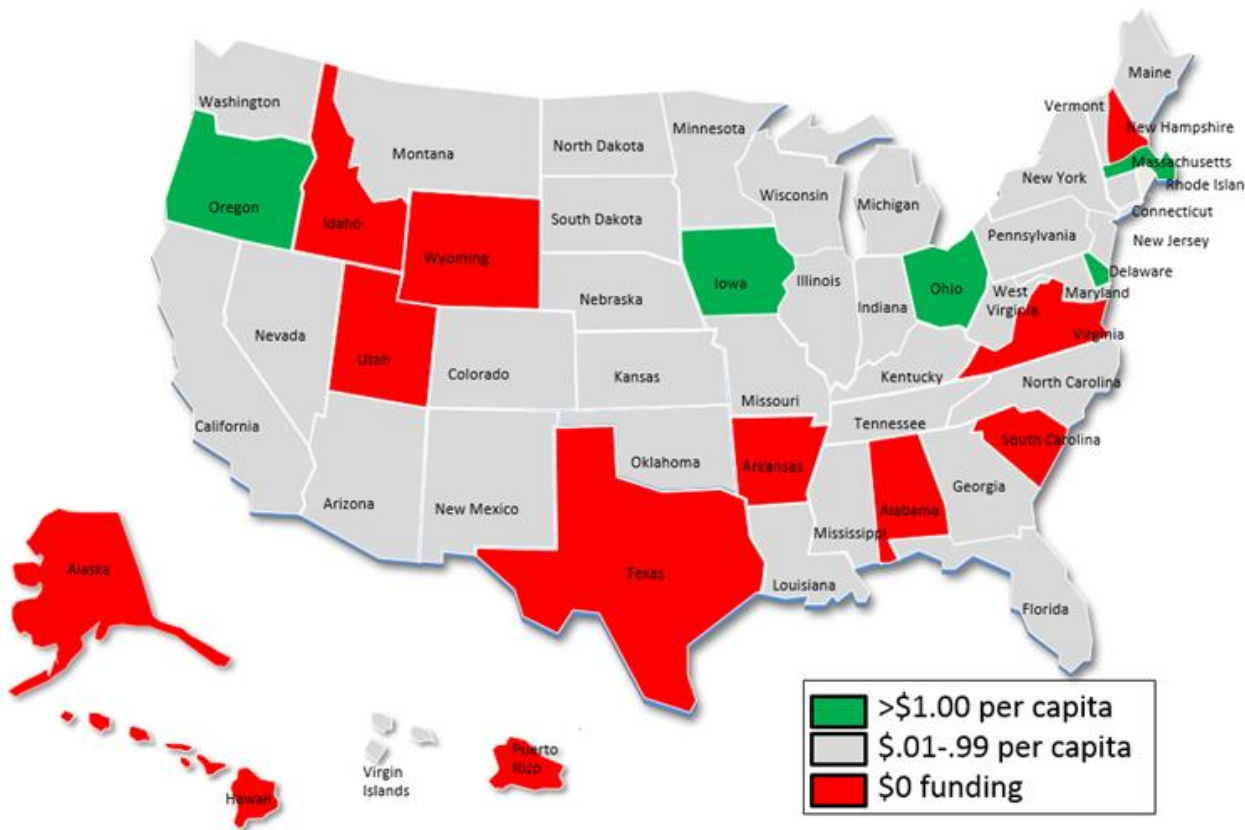 Maine
Washington
Vermont
Minnesota
New Hampshire
Montana
North Dakota
Massachusetts
New York
Rhode Islan
Wisconsin
Michigan
Oregon
Connecticut
South Dakota
Idaho
Pennsylvania
New Jersey
Wyoming
Delaware
Iowa
Illinois
Ohio
West
Virginia
Maryland
Nebraska
Indiana
Nevada
Virginia
Utah
Colorado
Kansas
Kentucky
North Carolina
Missouri
California
Tennessee
South Carolina
Oklahoma
Arkansas
Georgia
Arizona
New Mexico
Alabama
Mississippi
Alaska
Texas
Louisiana
Florida
>$1.00 per capita
$.01-.99 per capita
$0 funding
Puerto
Rico
Virgin
Islands
Hawaii